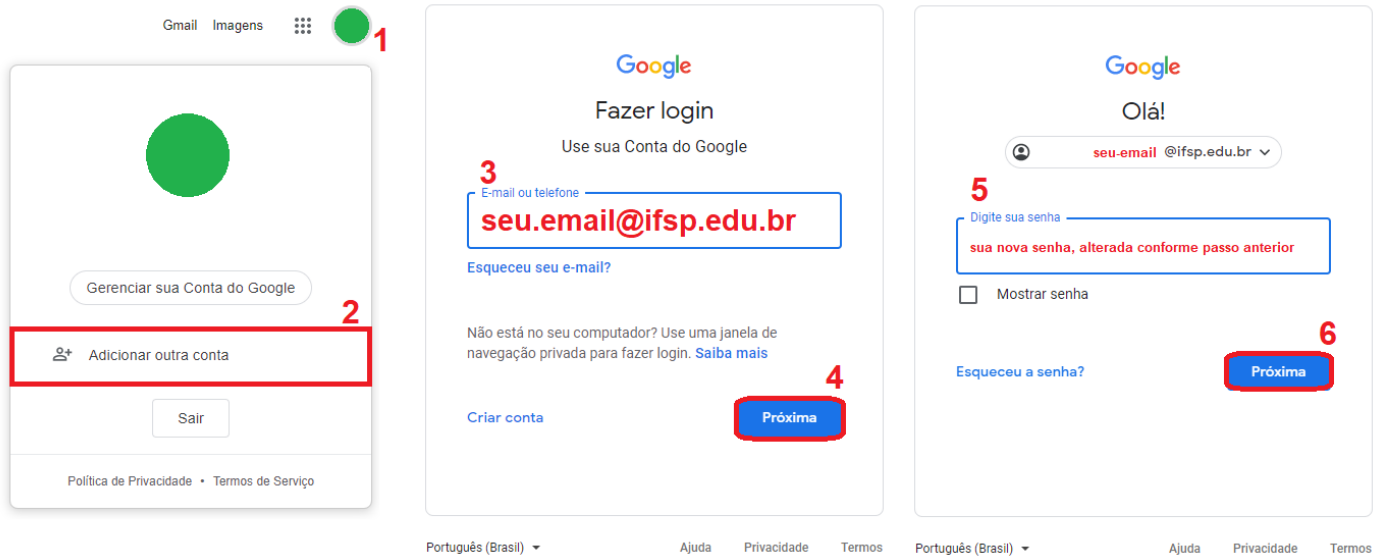 Gmail Imagens
1
Gerenciar sua Conta do Google
2
Adicionar outra conta
Sair
Política de Privacidade • Termos de Serviço
Google
Fazer login
Use sua Conta do Google
3
E-mail ou telefone
seu.email@ifsp.edu.br
Esqueceu seu e-mail?
Não está no seu computador? Use uma janela de
navegação privada para fazer login. Saiba mais
4
Criar conta
Próxima
Português (Brasil)
Ajuda Privacidade Termos
Google
Olá!
seu-email @ifsp.edu.br
5
Digite sua senha
sua nova senha, alterada conforme passo anterior
Mostrar senha
6
Esqueceu a senha?
Próxima
Português (Brasil)
Ajuda Privacidade Termos